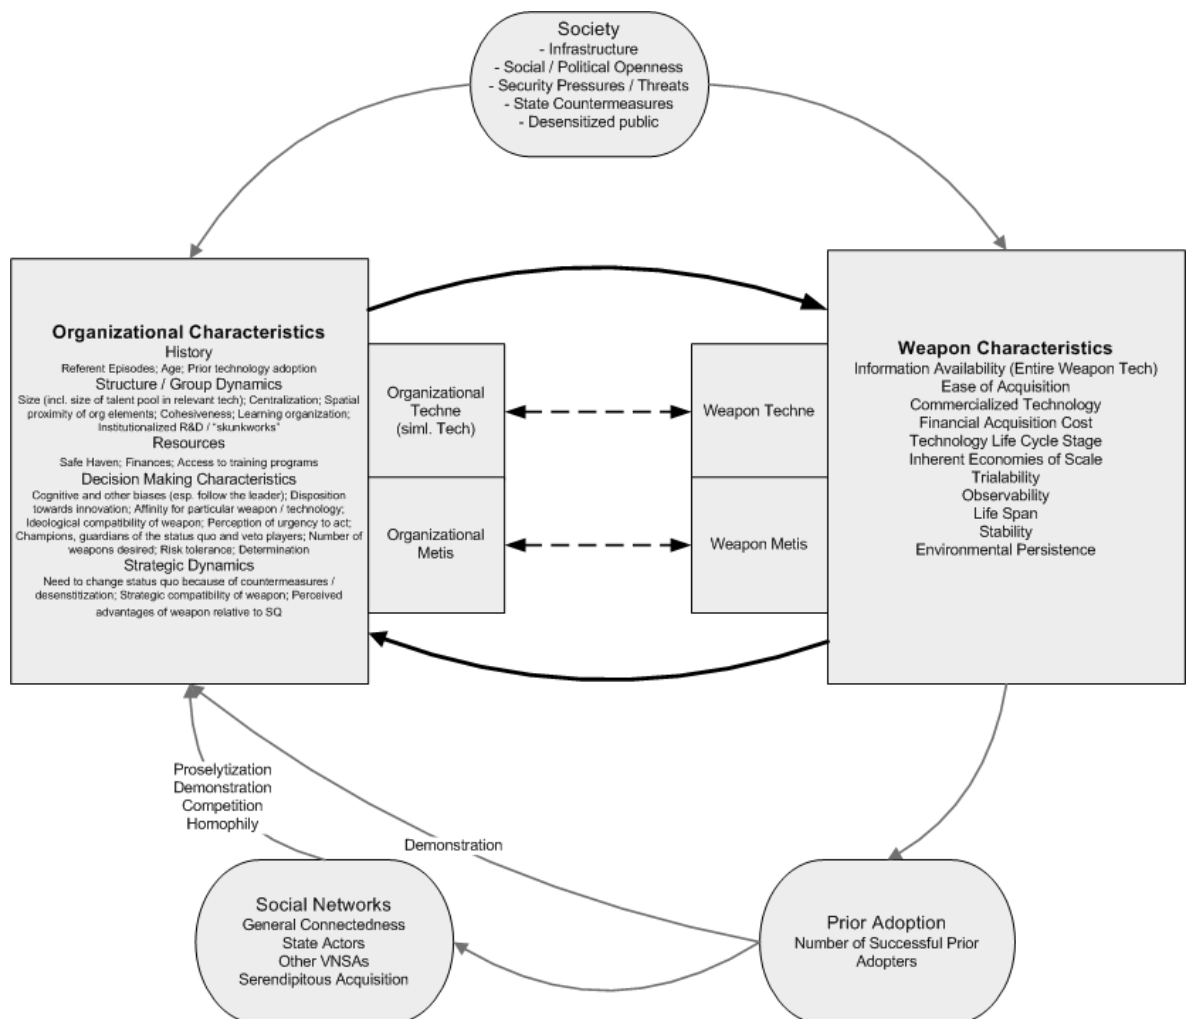 Society
- Infrastructure
- Social / Political Openness
- Security Pressures / Threats
- State Countermeasures
- Desensitized public
Organizational Characteristics
History
Referent Episodes; Age; Prior technology adoption
Structure / Group Dynamics
Size (incl. size of talent pool in relevant tech); Centralization; Spatial
proximity of org elements; Cohesiveness; Learning organization;
Institutionalized R&D / "skunkworks"
Resources
Safe Haven; Finances; Access to training programs
Decision Making Characteristics
Cognitive and other biases (esp. follow the leader); Disposition
towards innovation; Affinity for particular weapon / technology;
Ideological compatibility of weapon; Perception of urgency to act;
Champions, guardians of the status quo and veto players; Number of
weapons desired; Risk tolerance; Determination
Strategic Dynamics
Need to change status quo because of countermeasures /
desenstitization; Strategic compatibility of weapon; Perceived
advantages of weapon relative to SQ
Organizational
Techne
(siml. Tech)
Organizational
Metis
Weapon Techne
Weapon Metis
Weapon Characteristics
Information Availability (Entire Weapon Tech)
Ease of Acquisition
Commercialized Technology
Financial Acquisition Cost
Technology Life Cycle Stage
Inherent Economies of Scale
Trialability
Observability
Life Span
Stability
Environmental Persistence
Proselytization
Demonstration
Competition
Homophily
Demonstration
Social Networks
General Connectedness
State Actors
Other VNSAs
Serendipitous Acquisition
Prior Adoption
Number of Successful Prior
Adopters